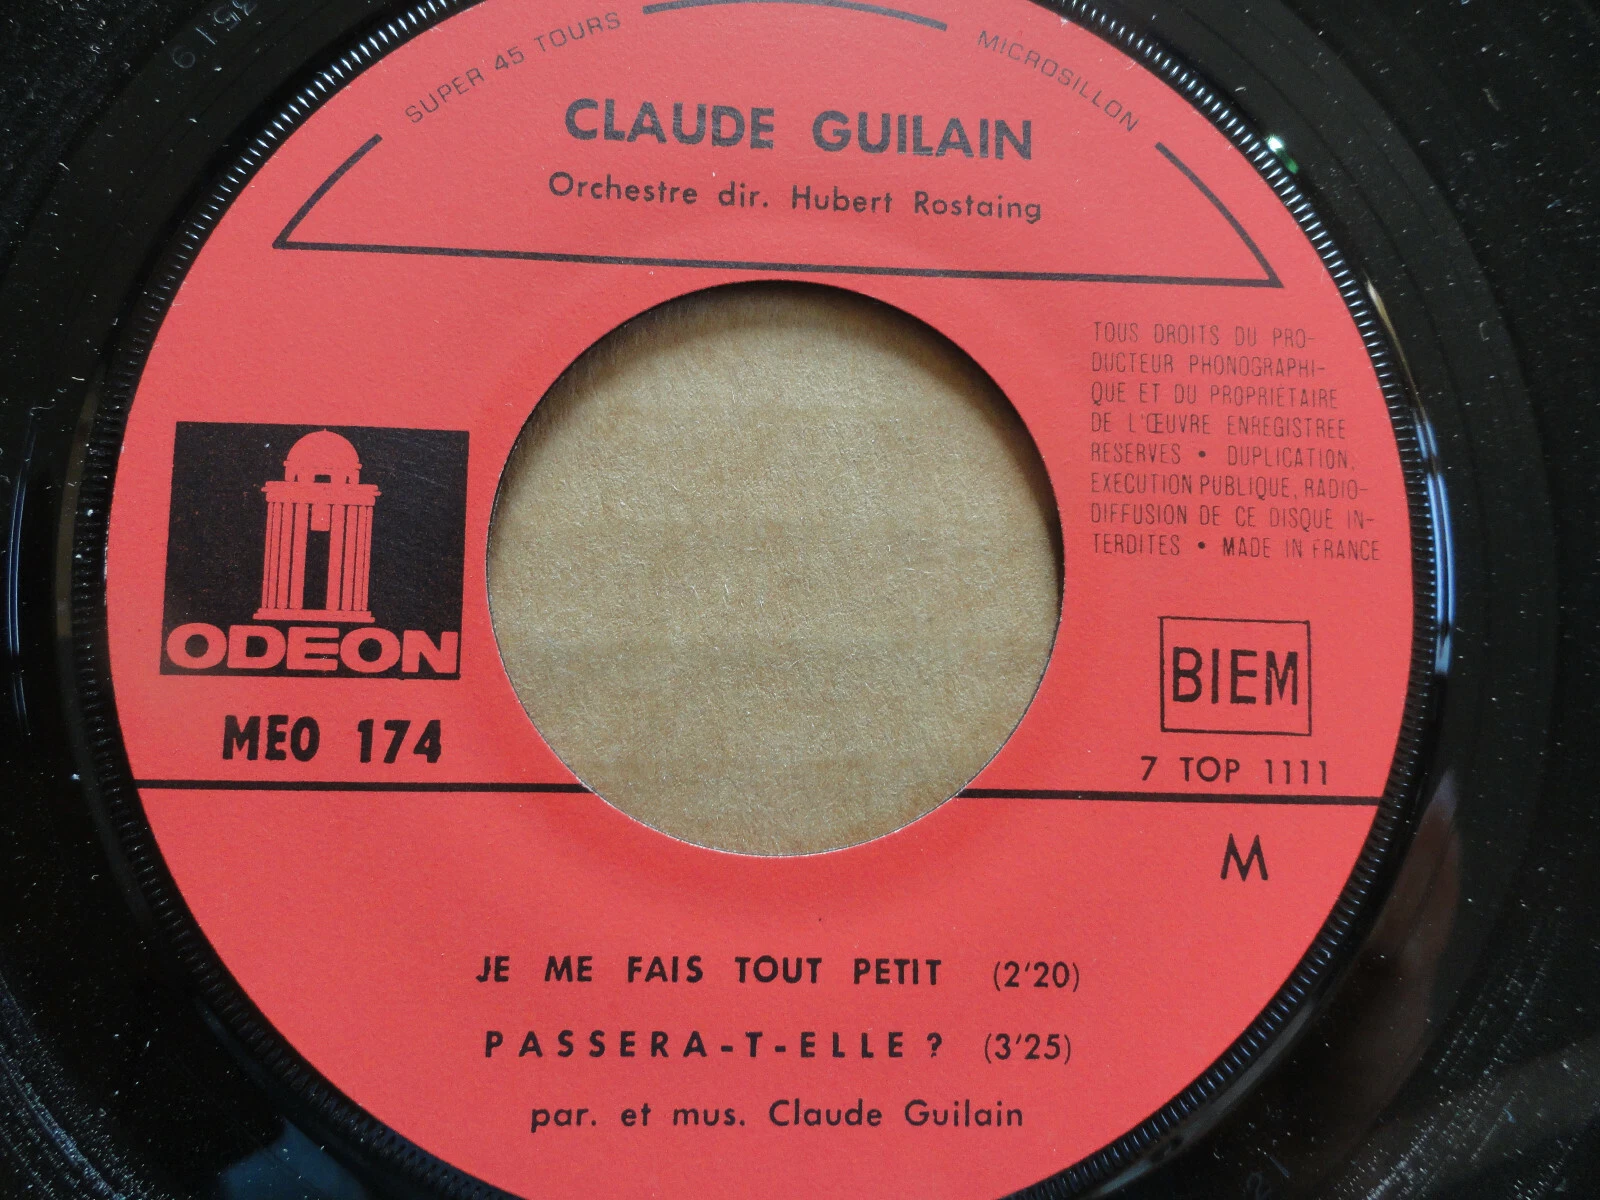 SUPER 45 TOURS
MICROSILLON
CLAUDE GUILAIN
Orchestre dir. Hubert Rostaing
TOUS DROITS DU PRO-
DUCTEUR PHONOGRAPHI-
QUE ET DU PROPRIÉTAIRE
DE L'ŒUVRE ENREGISTREE
RESERVES • DUPLICATION,
EXECUTION PUBLIQUE, RADIO-
DIFFUSION DE CE DISQUE IN-
TERDITES • MADE IN FRANCE
ODEON
MEO 174
BIEM
7 TOP 1111
M
JE ME FAIS TOUT PETIT (2'20)
PASSERA-T-ELLE ? (3'25)
par. et mus. Claude Guilain